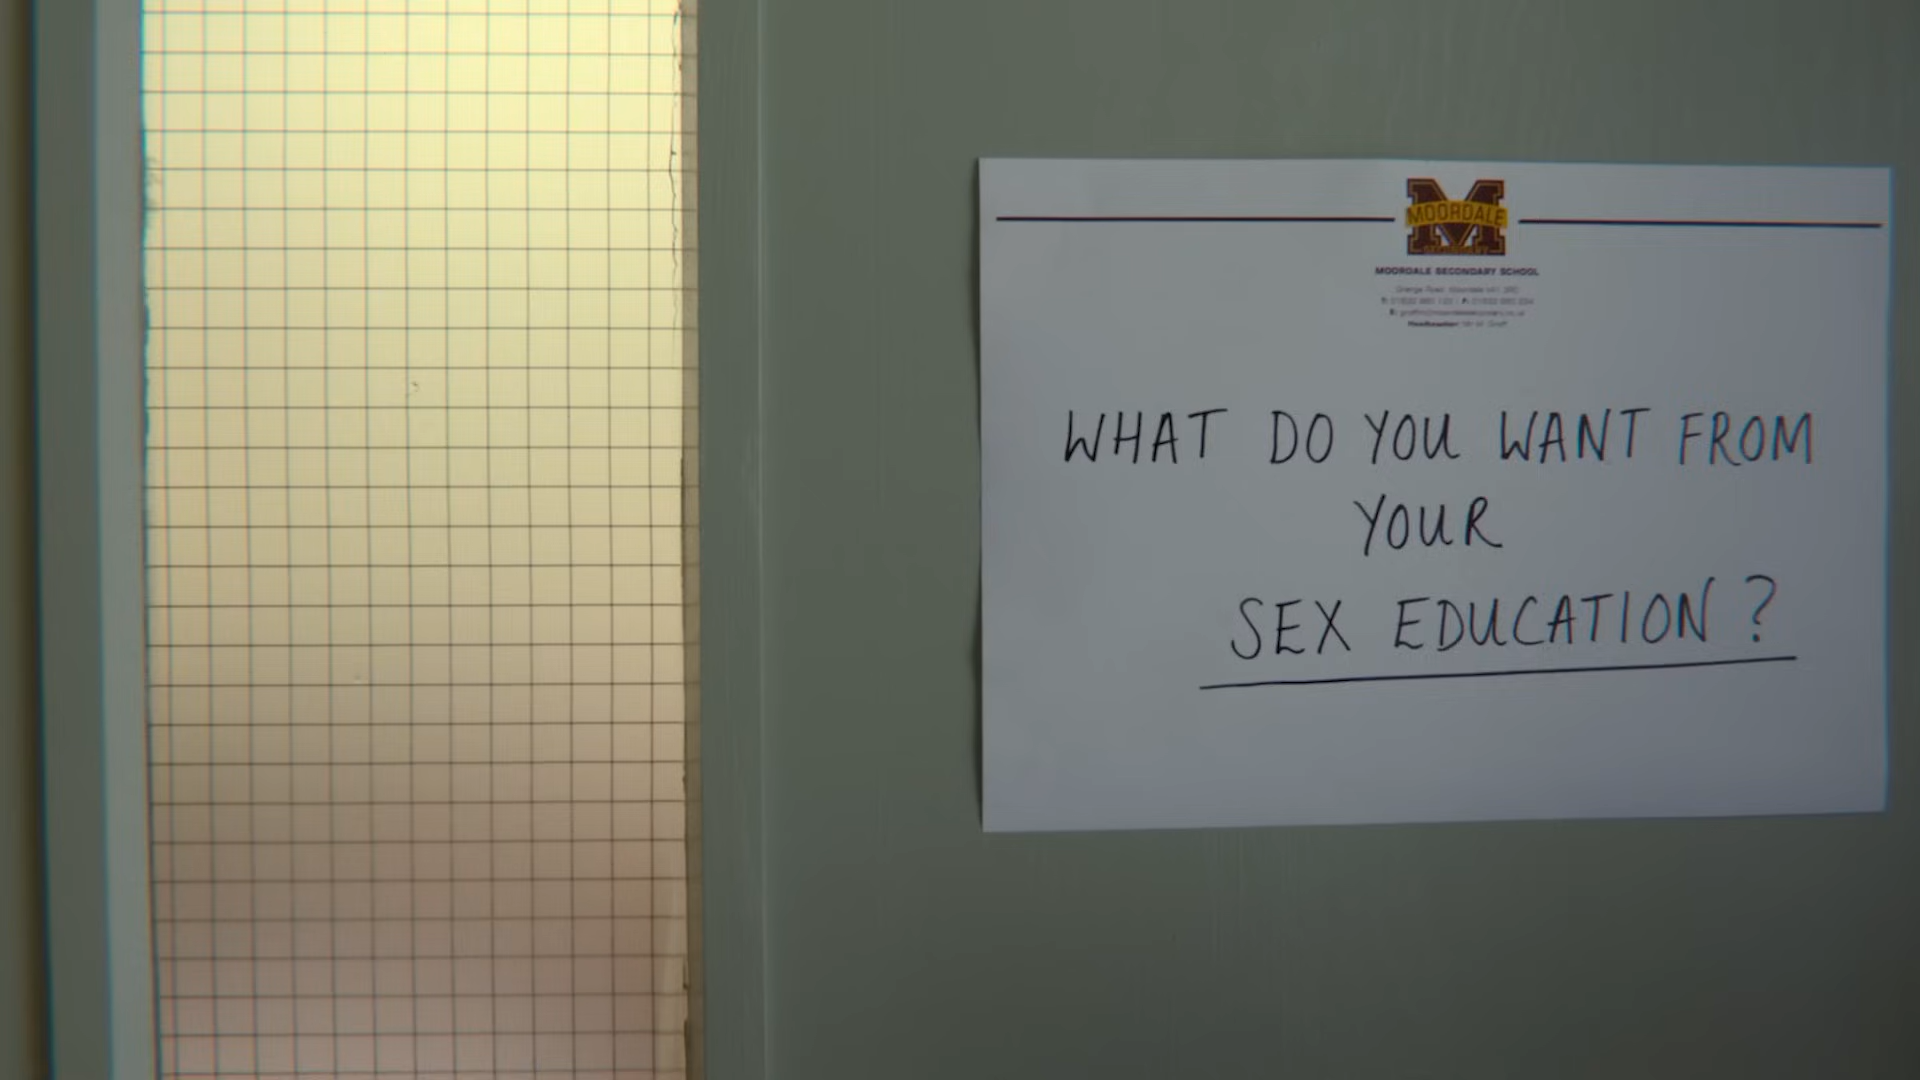 MOORDALE
MOORDALE SECONDARY SCHOOL
WHAT DO YOU WANT FROM
YOUR
SEX EDUCATION?